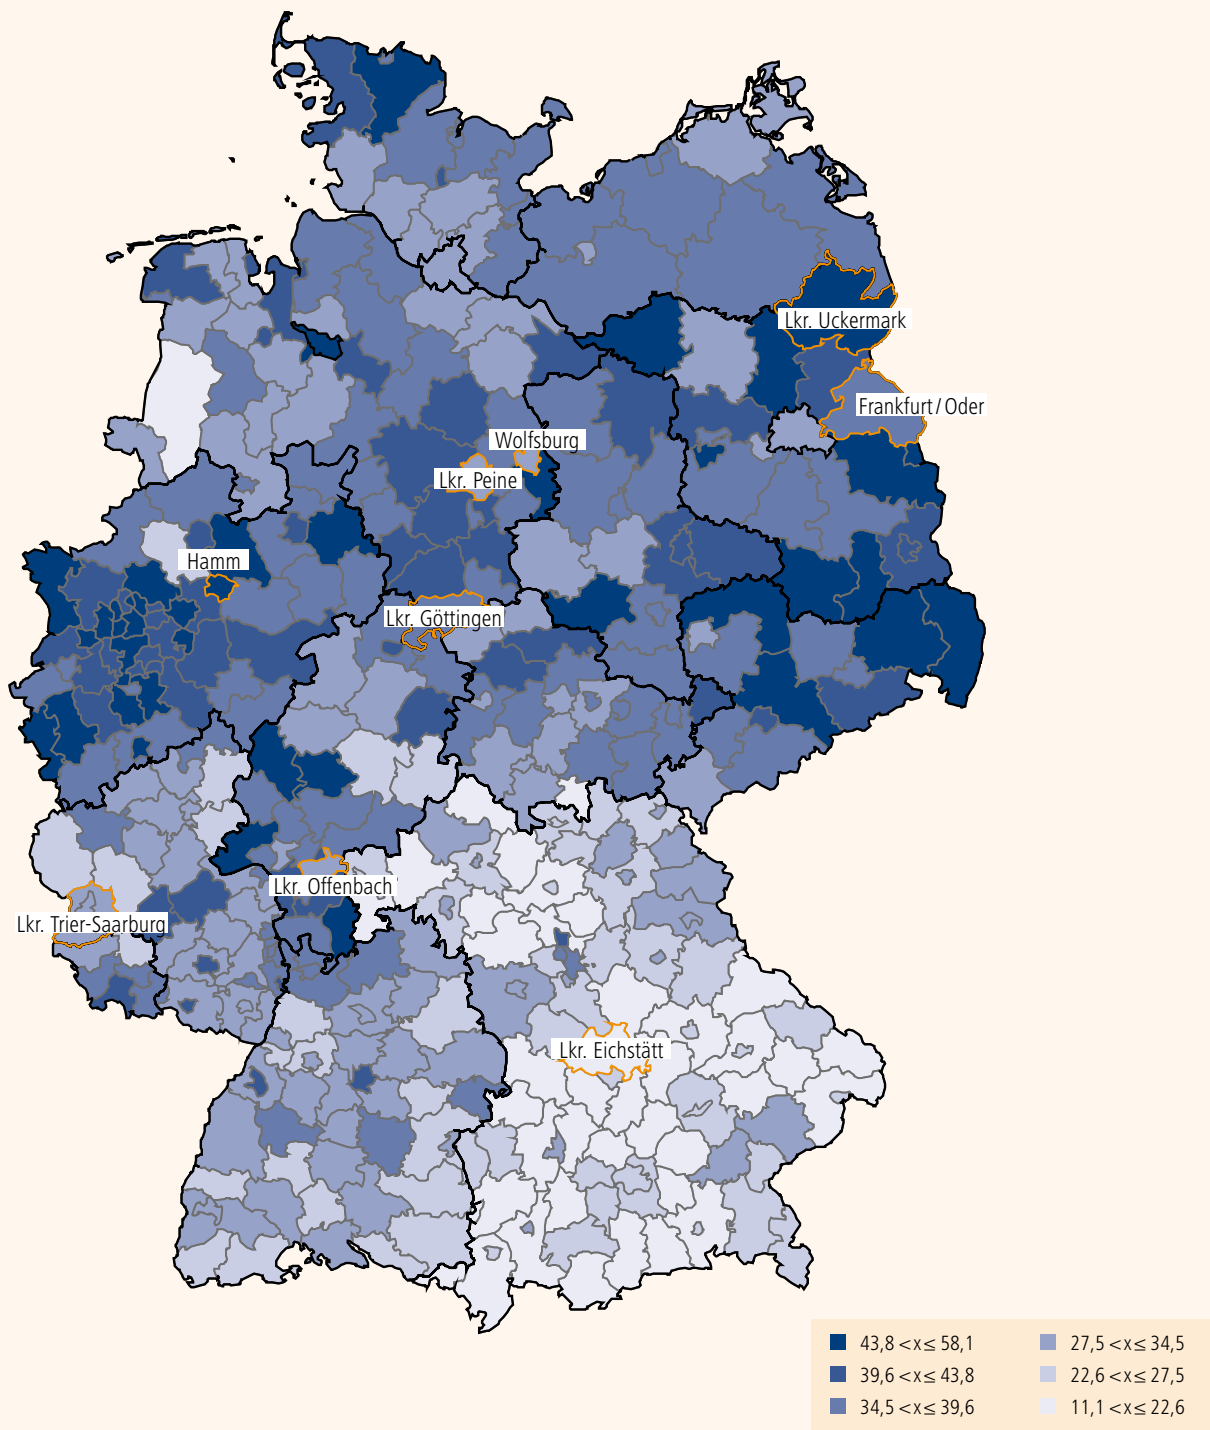 Lkr. Uckermark
Frankfurt/Oder
Wolfsburg
Lkr. Peine
Hamm
Lkr. Göttingen
Lkr. Offenbach
Lkr. Trier-Saarburg
Lkr. Eichstätt
43,8 <x≤ 58,1 27,5 <x≤ 34,5
39,6 <x≤ 43,8 22,6 <x≤ 27,5
34,5 <x≤ 39,6 11,1 <x≤ 22,6